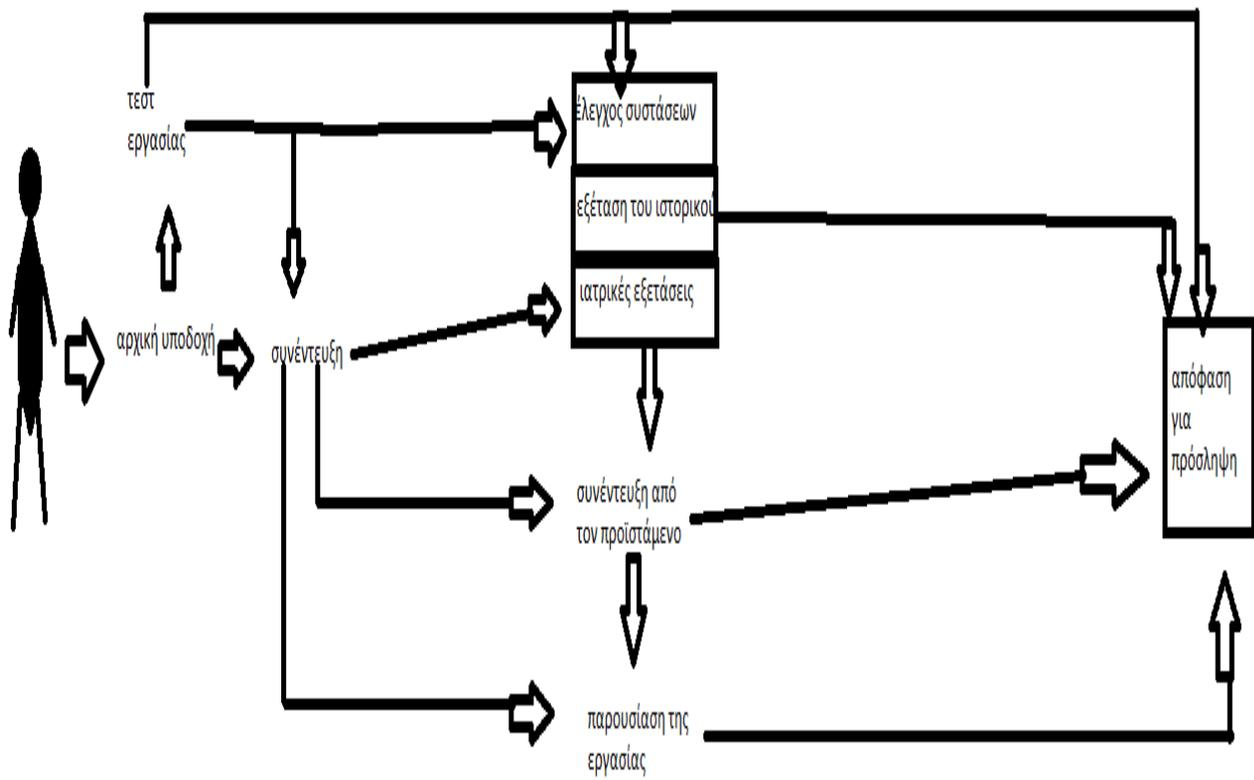 τεστ
εργασίας
αρχική υποδοχή
συνέντευξη
έλεγχος συστάσεων
εξέταση του ιστορικού
ιατρικές εξετάσεις
συνέντευξη από
τον προϊστάμενο
παρουσίαση της
εργασίας
απόφαση
για
πρόσληψη